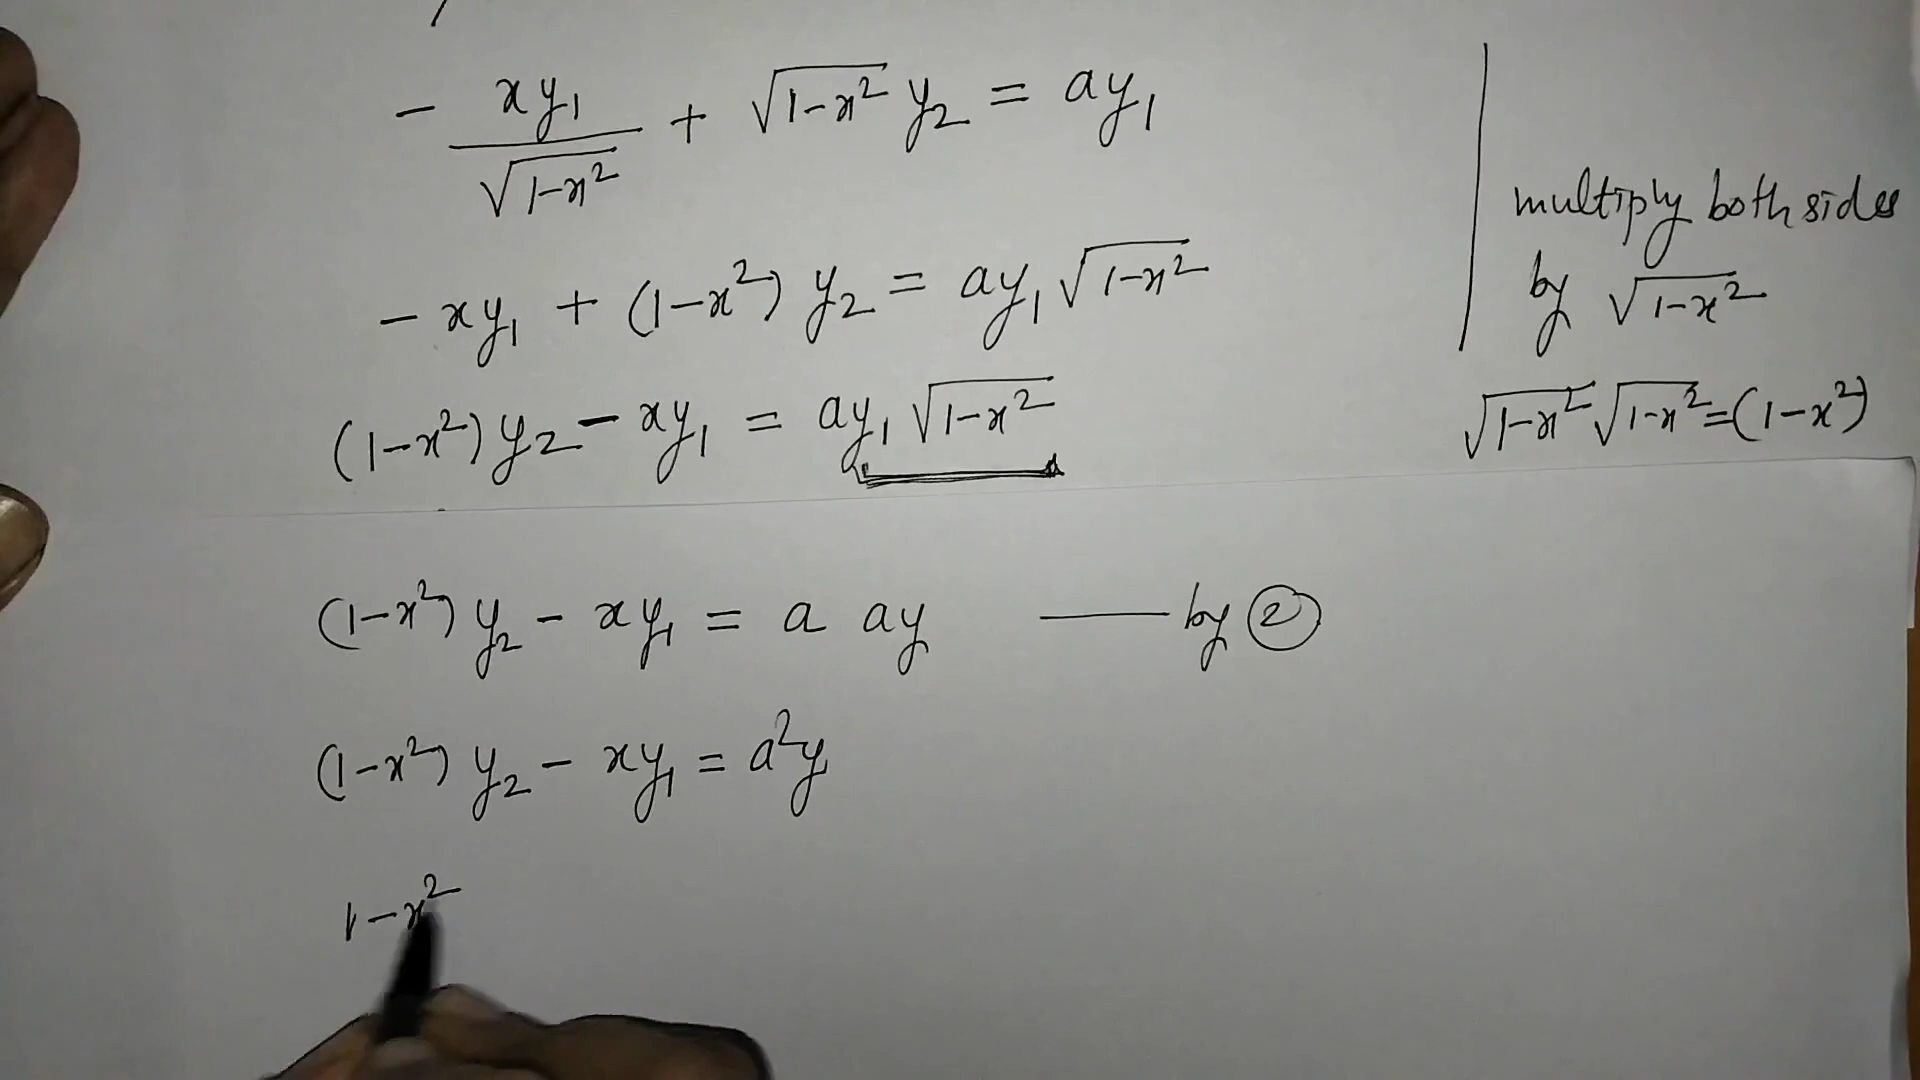 - xy₁/√(1-x²) + √(1-x²) y₂ = ay₁
- xy₁ + (1-x²) y₂ = ay₁ √(1-x²)
(1-x²) y₂ - xy₁ = ay₁ √(1-x²)
multiply both sides
by √(1-x²)
√(1-x²) √(1-x²) = (1-x²)
(1-x²) y₂ - xy₁ = a ay —— by ②
(1-x²) y₂ - xy₁ = a²y
1-x²